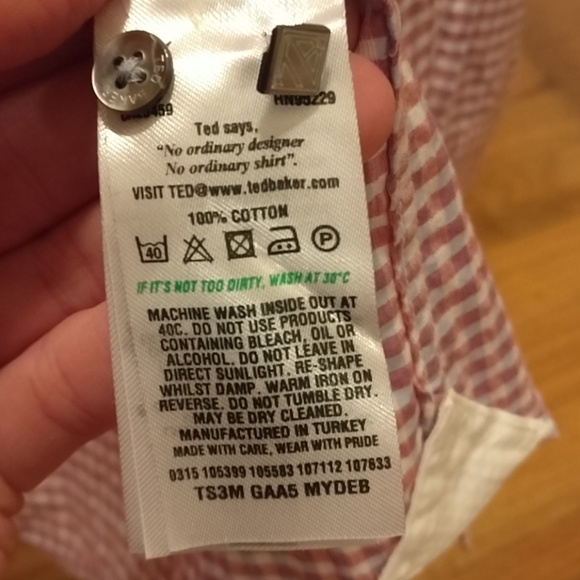 RN95229
Ted says,
"No ordinary designer
No ordinary shirt".
VISIT TED@www.tedbaker.com
100% COTTON
40 P
IF IT'S NOT TOO DIRTY, WASH AT 30°C
MACHINE WASH INSIDE OUT AT
40C. DO NOT USE PRODUCTS
CONTAINING BLEACH, OIL OR
ALCOHOL. DO NOT LEAVE IN
DIRECT SUNLIGHT. RE-SHAPE
WHILST DAMP. WARM IRON ON
REVERSE. DO NOT TUMBLE DRY.
MAY BE DRY CLEANED.
MANUFACTURED IN TURKEY
MADE WITH CARE, WEAR WITH PRIDE
0315 105399 105583 107112 107633
TS3M GAA5 MYDEB